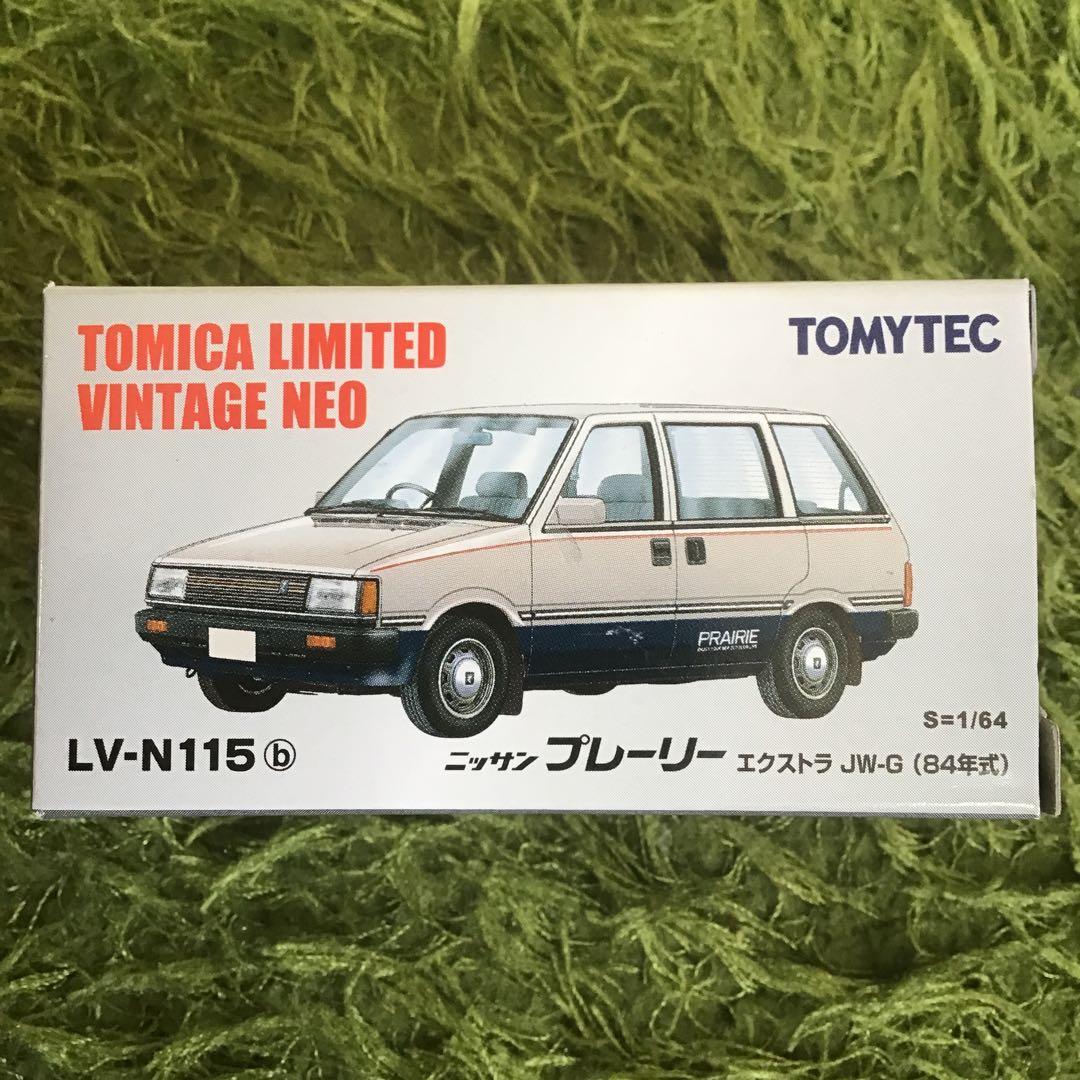 TOMICA LIMITED
VINTAGE NEO
TOMYTEC
PRAIRIE
S=1/64
LV-N115 ⓑ
ニッサン プレーリー エクストラ JW-G (84年式)